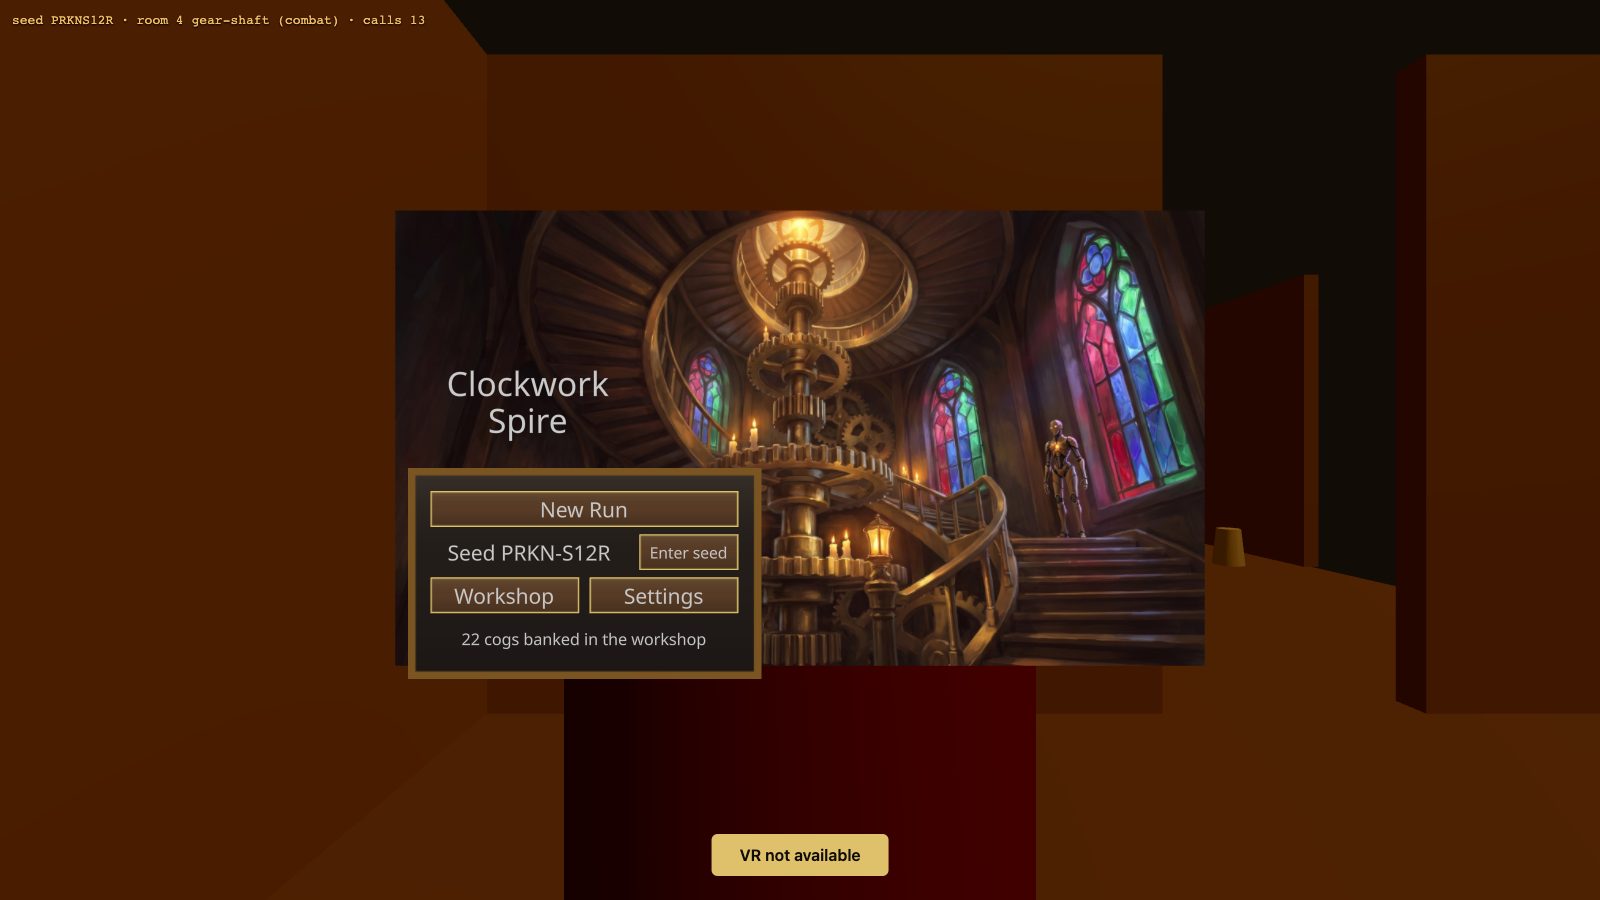 seed PRKNS12R · room 4 gear-shaft (combat) · calls 13
Clockwork
Spire
New Run
Seed PRKN-S12R
Enter seed
Workshop
Settings
22 cogs banked in the workshop
VR not available